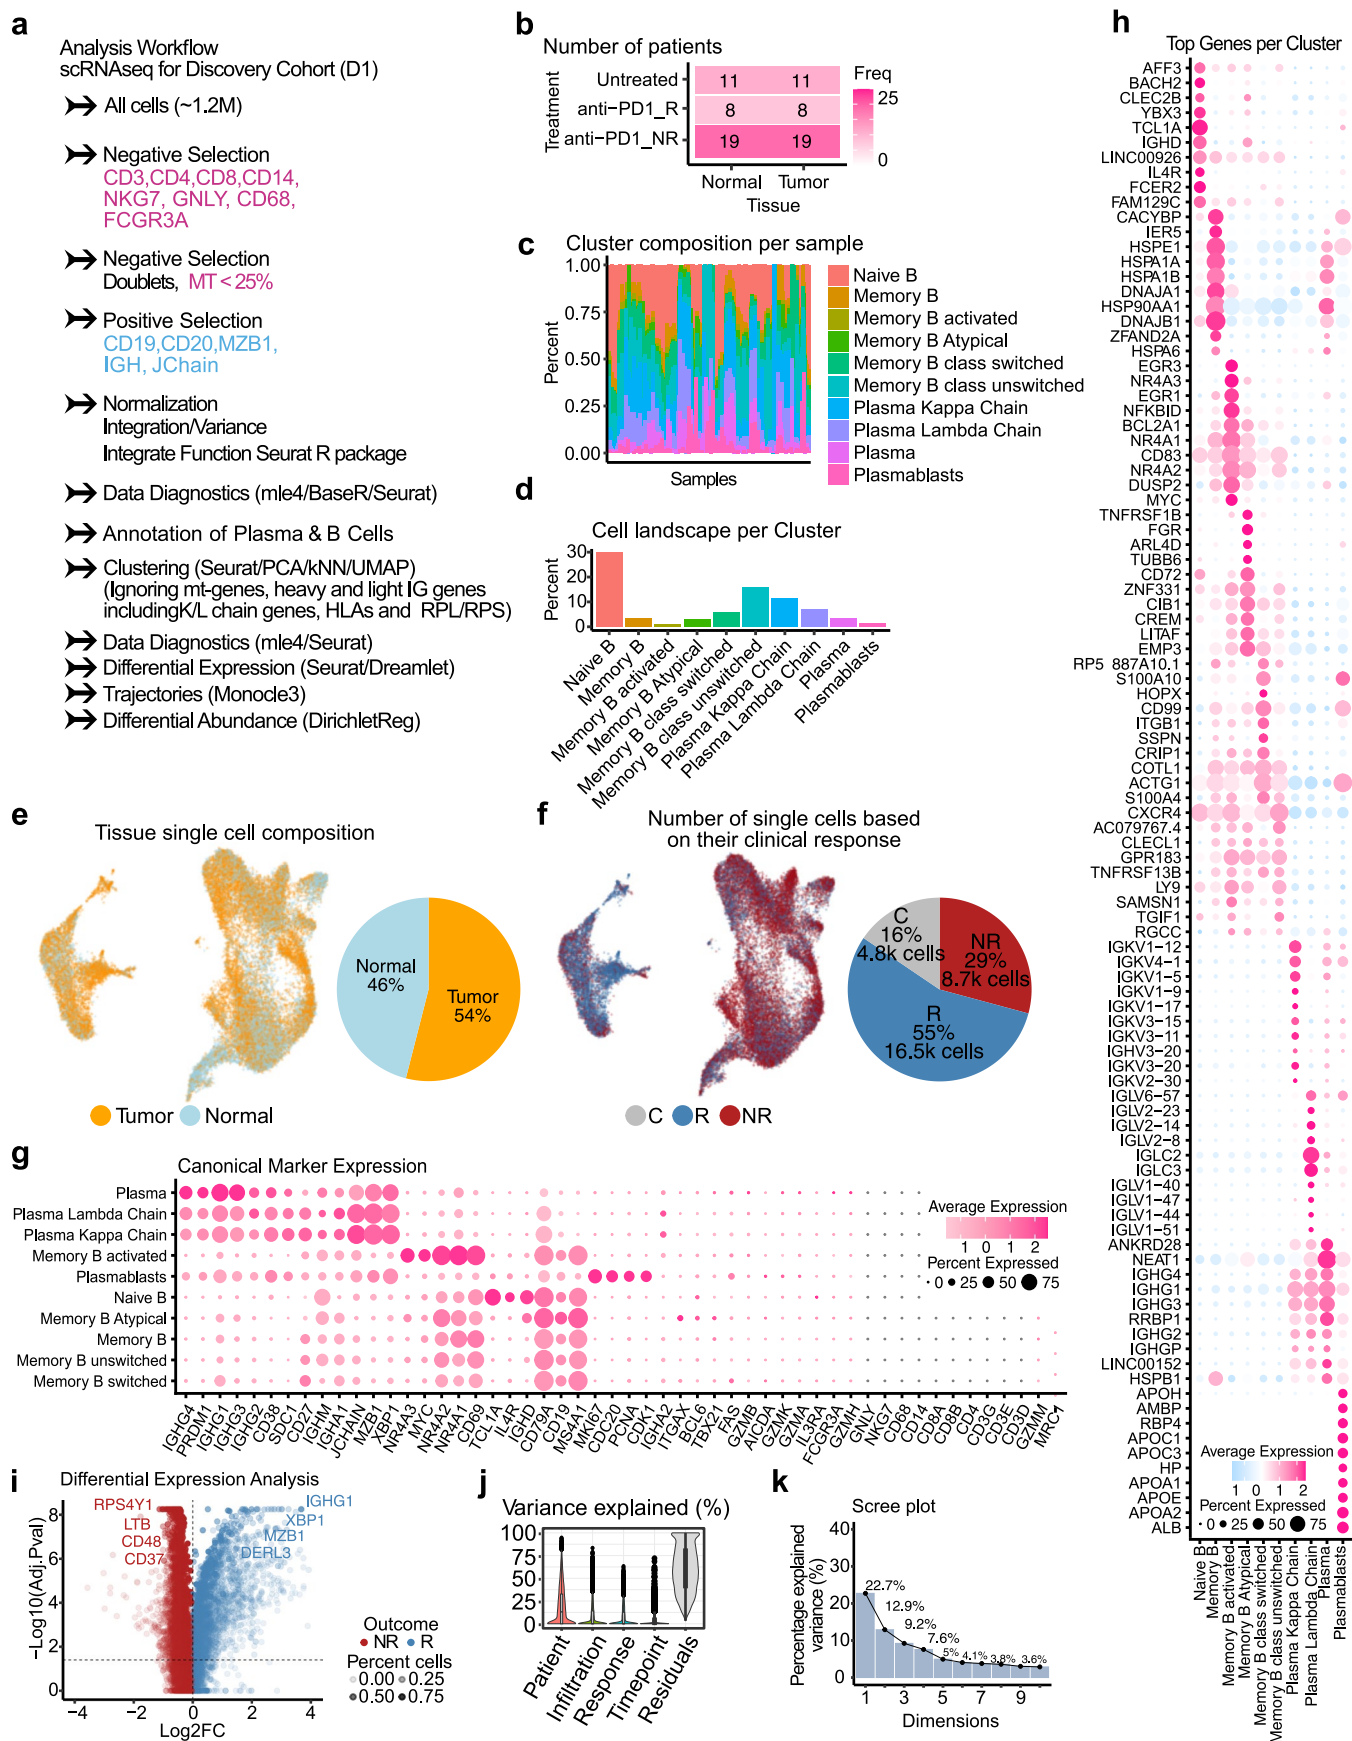 a
Analysis Workflow
scRNAseq for Discovery Cohort (D1)
All cells (~1.2M)
Negative Selection
CD3,CD4,CD8,CD14,
NKG7, GNLY, CD68,
FCGR3A
Negative Selection
Doublets, MT < 25%
Positive Selection
CD19,CD20,MZB1,
IGH, JChain
Normalization
Integration/Variance
Integrate Function Seurat R package
Data Diagnostics (mle4/BaseR/Seurat)
Annotation of Plasma & B Cells
Clustering (Seurat/PCA/kNN/UMAP)
(Ignoring mt-genes, heavy and light IG genes
includingK/L chain genes, HLAs and RPL/RPS)
Data Diagnostics (mle4/Seurat)
Differential Expression (Seurat/Dreamlet)
Trajectories (Monocle3)
Differential Abundance (DirichletReg)
b
Number of patients
Treatment
Untreated 11 11
anti-PD1_R 8 8
anti-PD1_NR 19 19
Normal Tumor
Tissue
Freq
25
0
c
Cluster composition per sample
Percent
1.00
0.75
0.50
0.25
0.00
Samples
Naive B
Memory B
Memory B activated
Memory B Atypical
Memory B class switched
Memory B class unswitched
Plasma Kappa Chain
Plasma Lambda Chain
Plasma
Plasmablasts
d
Cell landscape per Cluster
Percent
30
20
10
0
Naive B
Memory B
Memory B activated
Memory B Atypical
Memory B class switched
Memory B class unswitched
Plasma Kappa Chain
Plasma Lambda Chain
Plasma
Plasmablasts
e
Tissue single cell composition
Normal
46%
Tumor
54%
Tumor Normal
f
Number of single cells based
on their clinical response
C
16%
4.8k cells
NR
29%
8.7k cells
R
55%
16.5k cells
C R NR
g
Canonical Marker Expression
Plasma
Plasma Lambda Chain
Plasma Kappa Chain
Memory B activated
Plasmablasts
Naive B
Memory B Atypical
Memory B
Memory B unswitched
Memory B switched
IGHG4
PRDM1
IGHG1
IGHG3
IGHG2
CD38
SDC1
CD27
IGHM
IGHA1
JCHAIN
MZB1
XBP1
NR4A3
MYC
NR4A2
NR4A1
CD69
TCL1A
IL4R
IGHD
CD79A
CD19
MS4A1
MKI67
CDC20
PCNA
CDK1
IGHA2
ITGAX
BCL6
TBX21
FAS
GZMB
AICDA
GZMK
GZMA
IL3RA
FCGR3A
GZMH
GNLY
NKG7
CD68
CD14
CD8A
CD8B
CD4
CD3G
CD3E
CD3D
GZMM
MRC1
Average Expression
1 0 1 2
Percent Expressed
0 25 50 75
h
Top Genes per Cluster
AFF3
BACH2
CLEC2B
YBX3
TCL1A
IGHD
LINC00926
IL4R
FCER2
FAM129C
CACYBP
IER5
HSPE1
HSPA1A
HSPA1B
DNAJA1
HSP90AA1
DNAJB1
ZFAND2A
HSPA6
EGR3
NR4A3
EGR1
NFKBID
BCL2A1
NR4A1
CD83
NR4A2
DUSP2
MYC
TNFRSF1B
FGR
ARL4D
TUBB6
CD72
ZNF331
CIB1
CREM
LITAF
EMP3
RP5 887A10.1
S100A10
HOPX
CD99
ITGB1
SSPN
CRIP1
COTL1
ACTG1
S100A4
CXCR4
AC079767.4
CLECL1
GPR183
TNFRSF13B
LY9
SAMSN1
TGIF1
RGCC
IGKV1-12
IGKV4-1
IGKV1-5
IGKV1-9
IGKV1-17
IGKV3-15
IGKV3-11
IGHV3-20
IGKV3-20
IGKV2-30
IGLV6-57
IGLV2-23
IGLV2-14
IGLV2-8
IGLC2
IGLC3
IGLV1-40
IGLV1-47
IGLV1-44
IGLV1-51
ANKRD28
NEAT1
IGHG4
IGHG1
IGHG3
RRBP1
IGHG2
IGHGP
LINC00152
HSPB1
APOH
AMBP
RBP4
APOC1
APOC3
HP
APOA1
APOE
APOA2
ALB
Average Expression
1 0 1 2
Percent Expressed
0 25 50 75
Naive B
Memory B
Memory B activated
Memory B Atypical
Memory B class switched
Memory B class unswitched
Plasma Kappa Chain
Plasma Lambda Chain
Plasma
Plasmablasts
i
Differential Expression Analysis
−Log10(Adj.Pval)
8
6
4
2
0
RPS4Y1
LTB
CD48
CD37
IGHG1
XBP1
MZB1
DERL3
Outcome
NR R
Percent cells
0.00 0.25
0.50 0.75
−4 −2 0 2 4
Log2FC
j
Variance explained (%)
100
75
50
25
0
Patient
Infiltration
Response
Timepoint
Residuals
k
Scree plot
Percentage explained
variance (%)
40
30
20
10
0
22.7%
12.9%
9.2%
7.6%
5% 4.1% 3.8% 3.6%
1 3 5 7 9
Dimensions